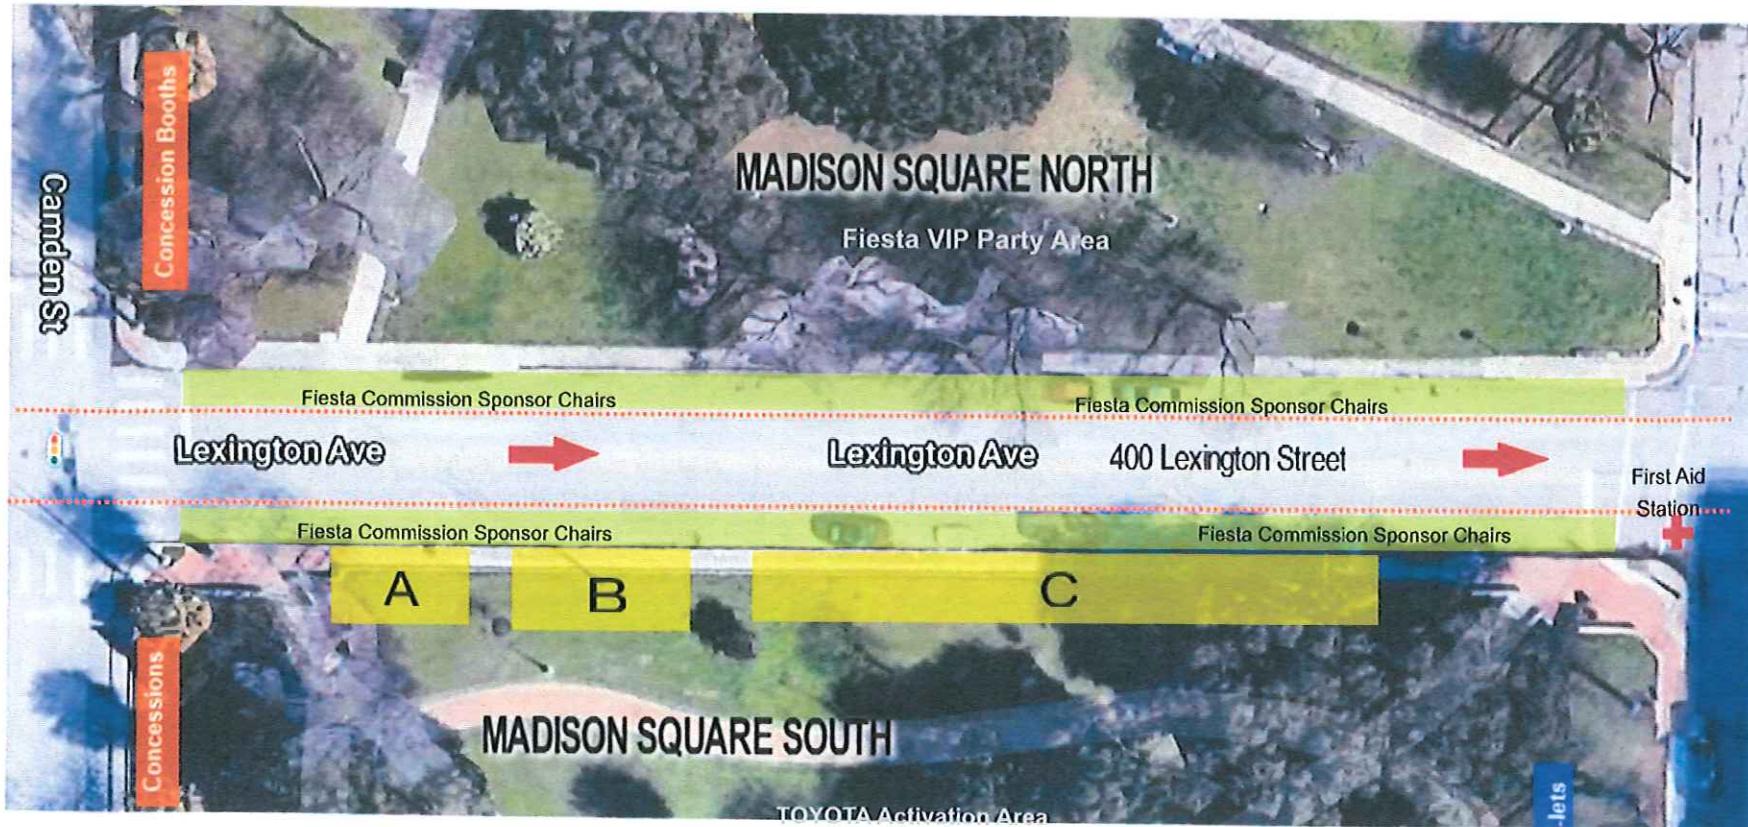 Concession Booths
Camden St
MADISON SQUARE NORTH
Fiesta VIP Party Area
Fiesta Commission Sponsor Chairs
Fiesta Commission Sponsor Chairs
Lexington Ave
Lexington Ave
400 Lexington Street
First Aid
Station
Fiesta Commission Sponsor Chairs
Fiesta Commission Sponsor Chairs
A
B
C
Concessions
MADISON SQUARE SOUTH
TOYOTA Activation Area
-lets